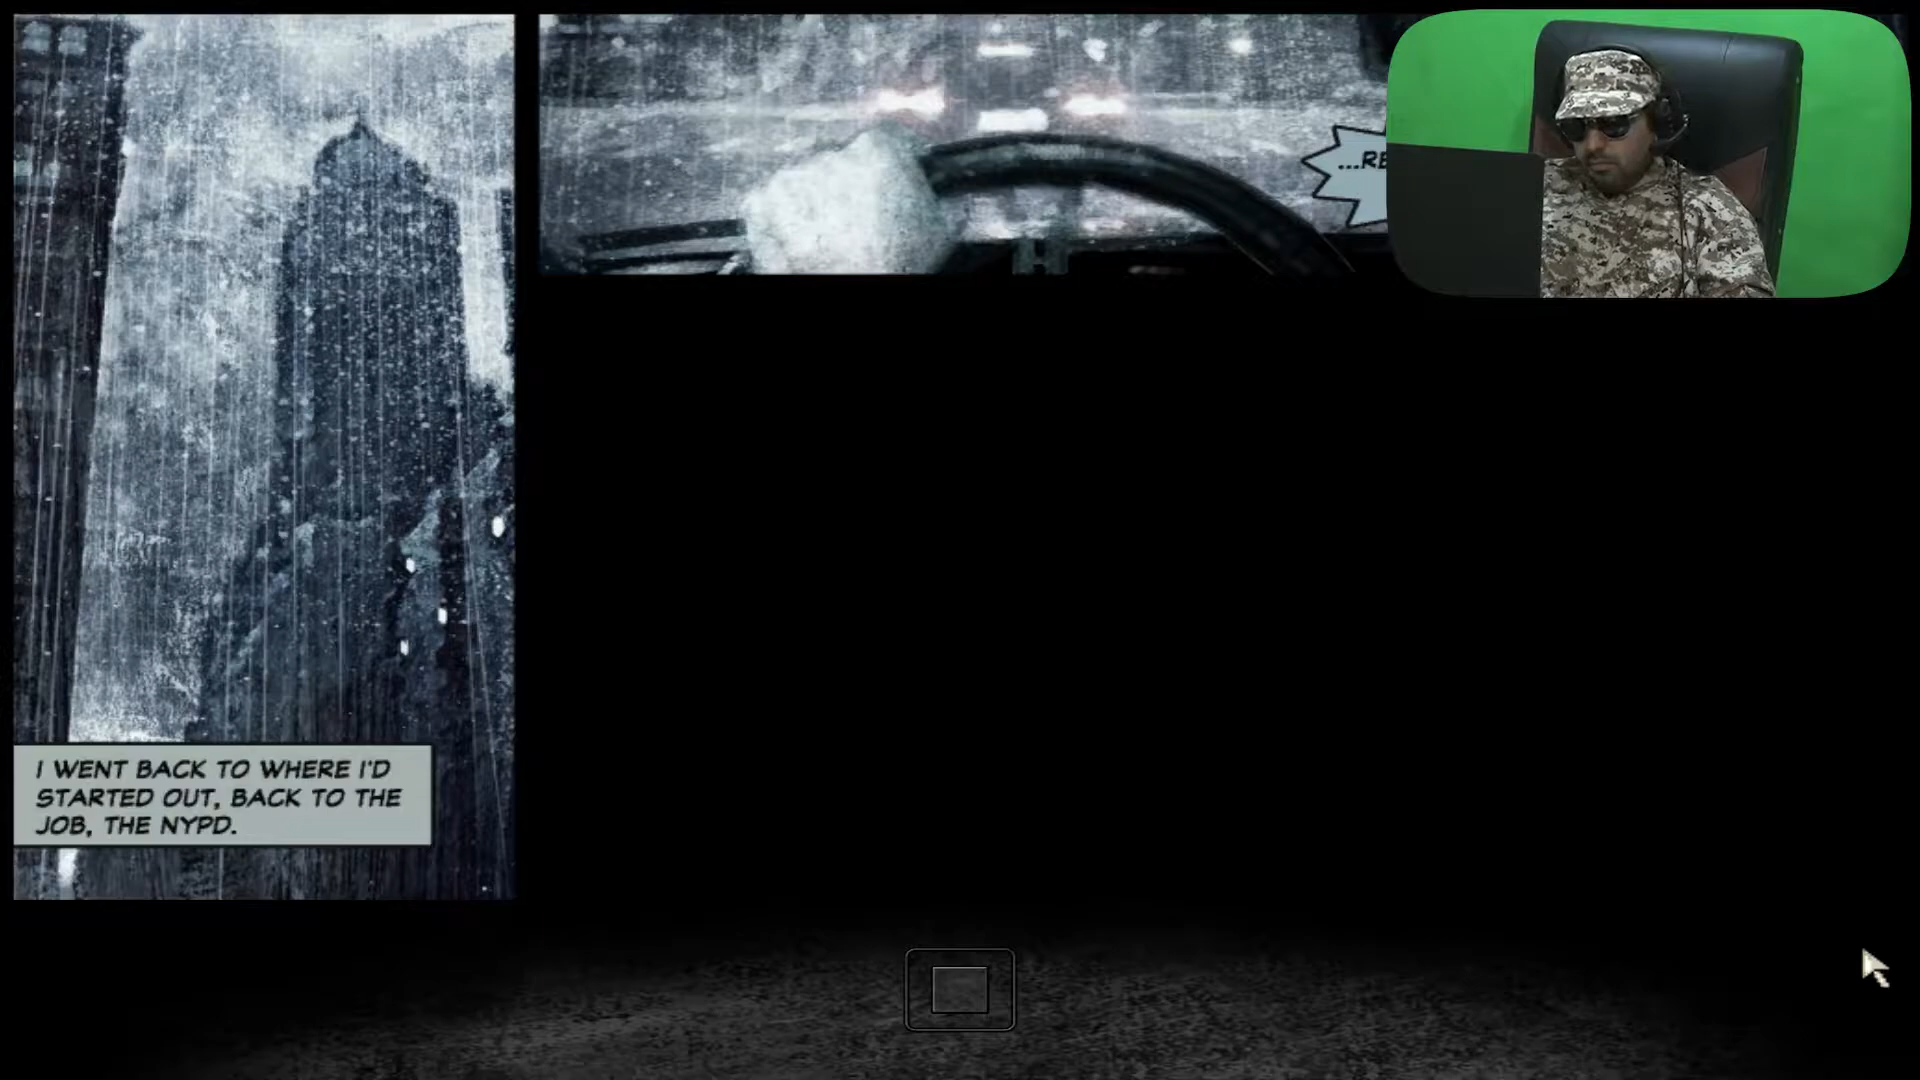 I WENT BACK TO WHERE I'D
STARTED OUT, BACK TO THE
JOB, THE NYPD.